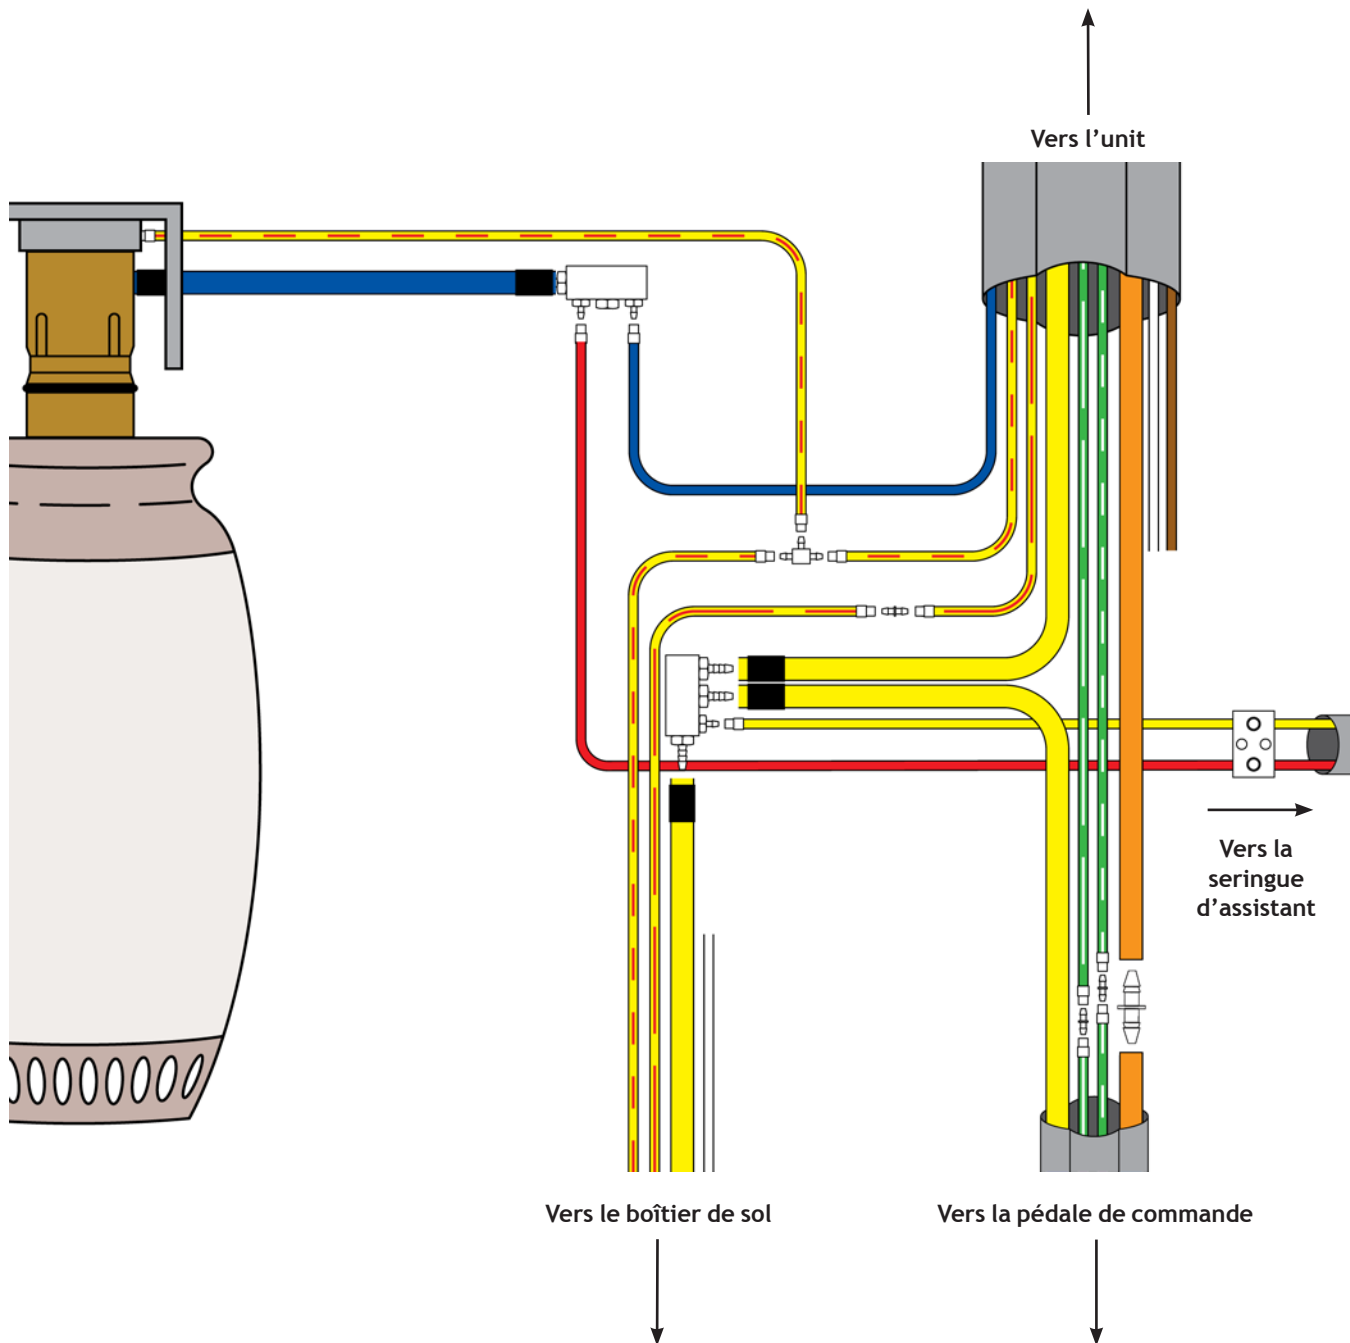 Vers l’unit
Vers la
seringue
d’assistant
Vers le boîtier de sol
Vers la pédale de commande